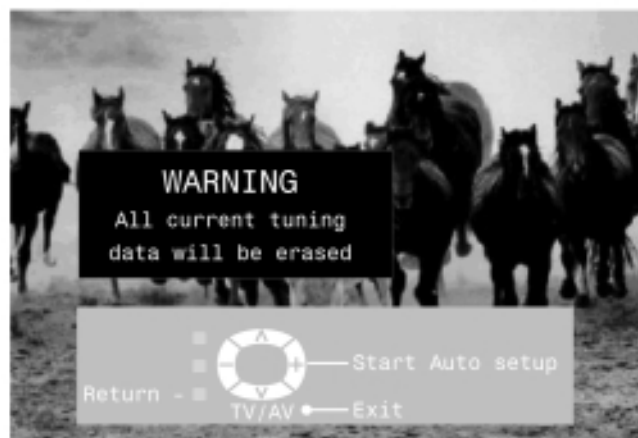 WARNING
All current tuning
data will be erased
Start Auto setup
Return
TV/AV
Exit